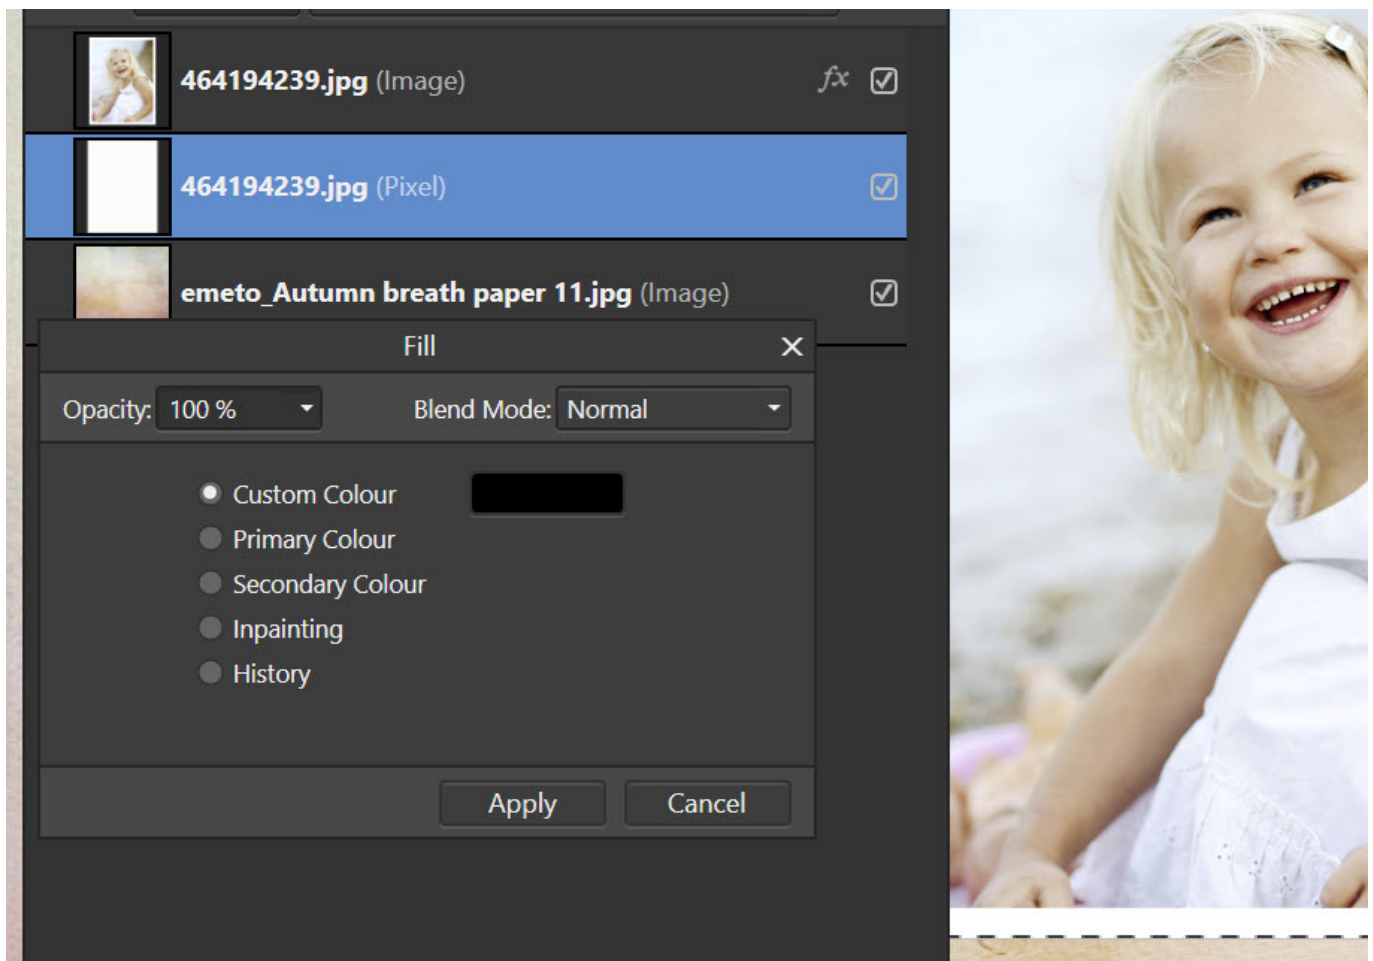 464194239.jpg (Image) fx
464194239.jpg (Pixel)
emeto_Autumn breath paper 11.jpg (Image)
Fill
Opacity: 100 % Blend Mode: Normal
Custom Colour
Primary Colour
Secondary Colour
Inpainting
History
Apply Cancel